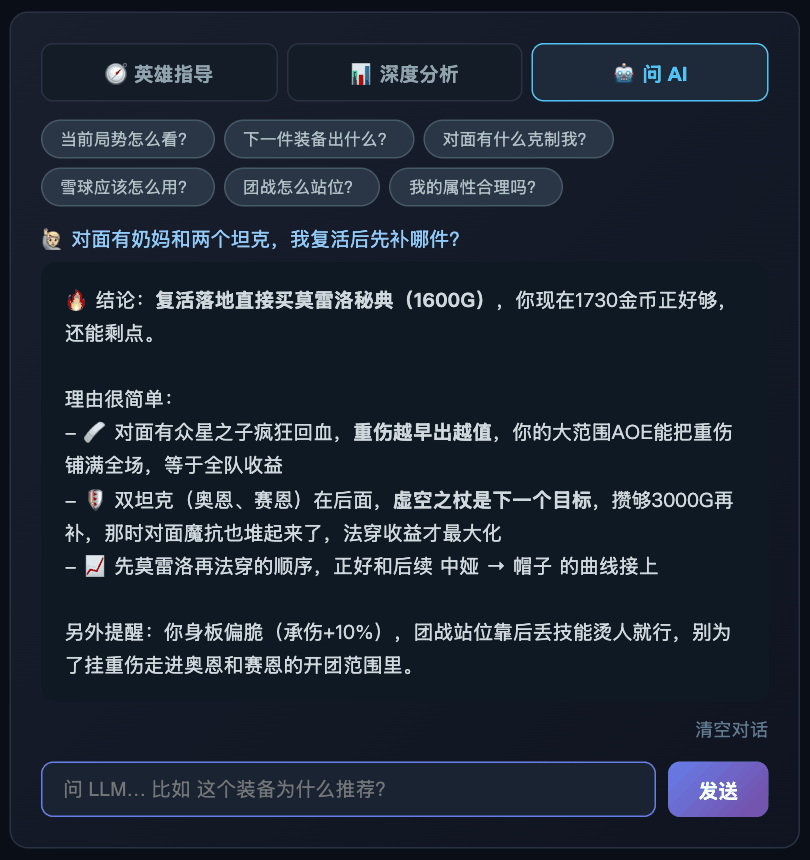 🧭 英雄指导
📊 深度分析
🤖 问 AI
当前局势怎么看?
下一件装备出什么?
对面有什么克制我?
雪球应该怎么用?
团战怎么站位?
我的属性合理吗?
🙋🏻 对面有奶妈和两个坦克，我复活后先补哪件?
🔥 结论：复活落地直接买莫雷洛秘典（1600G），你现在1730金币正好够，
还能剩点。
理由很简单：
– 🩹 对面有众星之子疯狂回血，重伤越早出越值，你的大范围AOE能把重伤
铺满全场，等于全队收益
– 🛡️ 双坦克（奥恩、赛恩）在后面，虚空之杖是下一个目标，攒够3000G再
补，那时对面魔抗也堆起来了，法穿收益才最大化
– 📈 先莫雷洛再法穿的顺序，正好和后续 中娅 → 帽子 的曲线接上
另外提醒：你身板偏脆（承伤+10%），团战站位靠后丢技能烫人就行，别为
了挂重伤走进奥恩和赛恩的开团范围里。
清空对话
问 LLM... 比如 这个装备为什么推荐?
发送